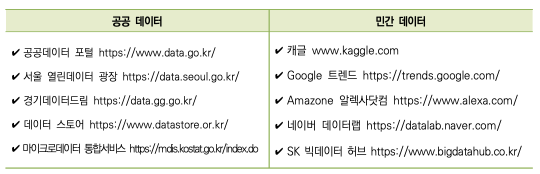 공공 데이터
✔ 공공데이터 포털 https://www.data.go.kr/
✔ 서울 열린데이터 광장 https://data.seoul.go.kr/
✔ 경기데이터드림 https://data.gg.go.kr/
✔ 데이터 스토어 https://www.datastore.or.kr/
✔ 마이크로데이터 통합서비스 https://mdis.kostat.go.kr/index.do
민간 데이터
✔ 캐글 www.kaggle.com
✔ Google 트렌드 https://trends.google.com/
✔ Amazone 알렉사닷컴 https://www.alexa.com/
✔ 네이버 데이터랩 https://datalab.naver.com/
✔ SK 빅데이터 허브 https://www.bigdatahub.co.kr/